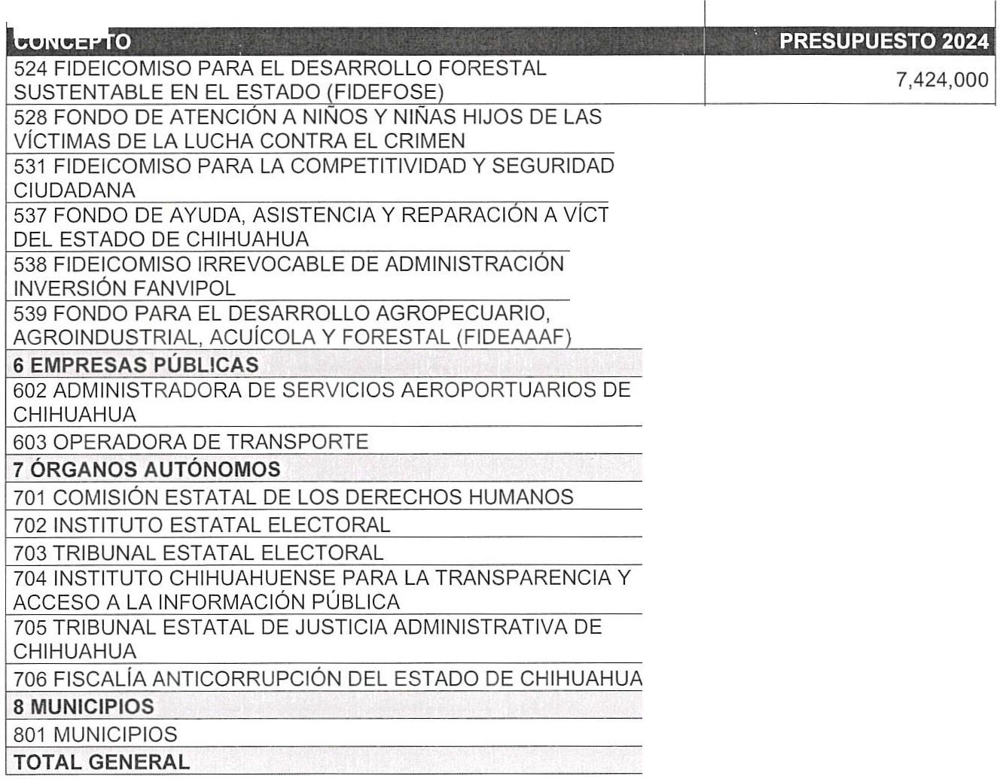 CONCEPTO PRESUPUESTO 2024
524 FIDEICOMISO PARA EL DESARROLLO FORESTAL
SUSTENTABLE EN EL ESTADO (FIDEFOSE) 7,424,000
528 FONDO DE ATENCIÓN A NIÑOS Y NIÑAS HIJOS DE LAS
VÍCTIMAS DE LA LUCHA CONTRA EL CRIMEN
531 FIDEICOMISO PARA LA COMPETITIVIDAD Y SEGURIDAD
CIUDADANA
537 FONDO DE AYUDA, ASISTENCIA Y REPARACIÓN A VÍCT
DEL ESTADO DE CHIHUAHUA
538 FIDEICOMISO IRREVOCABLE DE ADMINISTRACIÓN
INVERSIÓN FANVIPOL
539 FONDO PARA EL DESARROLLO AGROPECUARIO,
AGROINDUSTRIAL, ACUÍCOLA Y FORESTAL (FIDEAAAF)
6 EMPRESAS PÚBLICAS
602 ADMINISTRADORA DE SERVICIOS AEROPORTUARIOS DE
CHIHUAHUA
603 OPERADORA DE TRANSPORTE
7 ÓRGANOS AUTÓNOMOS
701 COMISIÓN ESTATAL DE LOS DERECHOS HUMANOS
702 INSTITUTO ESTATAL ELECTORAL
703 TRIBUNAL ESTATAL ELECTORAL
704 INSTITUTO CHIHUAHUENSE PARA LA TRANSPARENCIA Y
ACCESO A LA INFORMACIÓN PÚBLICA
705 TRIBUNAL ESTATAL DE JUSTICIA ADMINISTRATIVA DE
CHIHUAHUA
706 FISCALÍA ANTICORRUPCIÓN DEL ESTADO DE CHIHUAHUA
8 MUNICIPIOS
801 MUNICIPIOS
TOTAL GENERAL